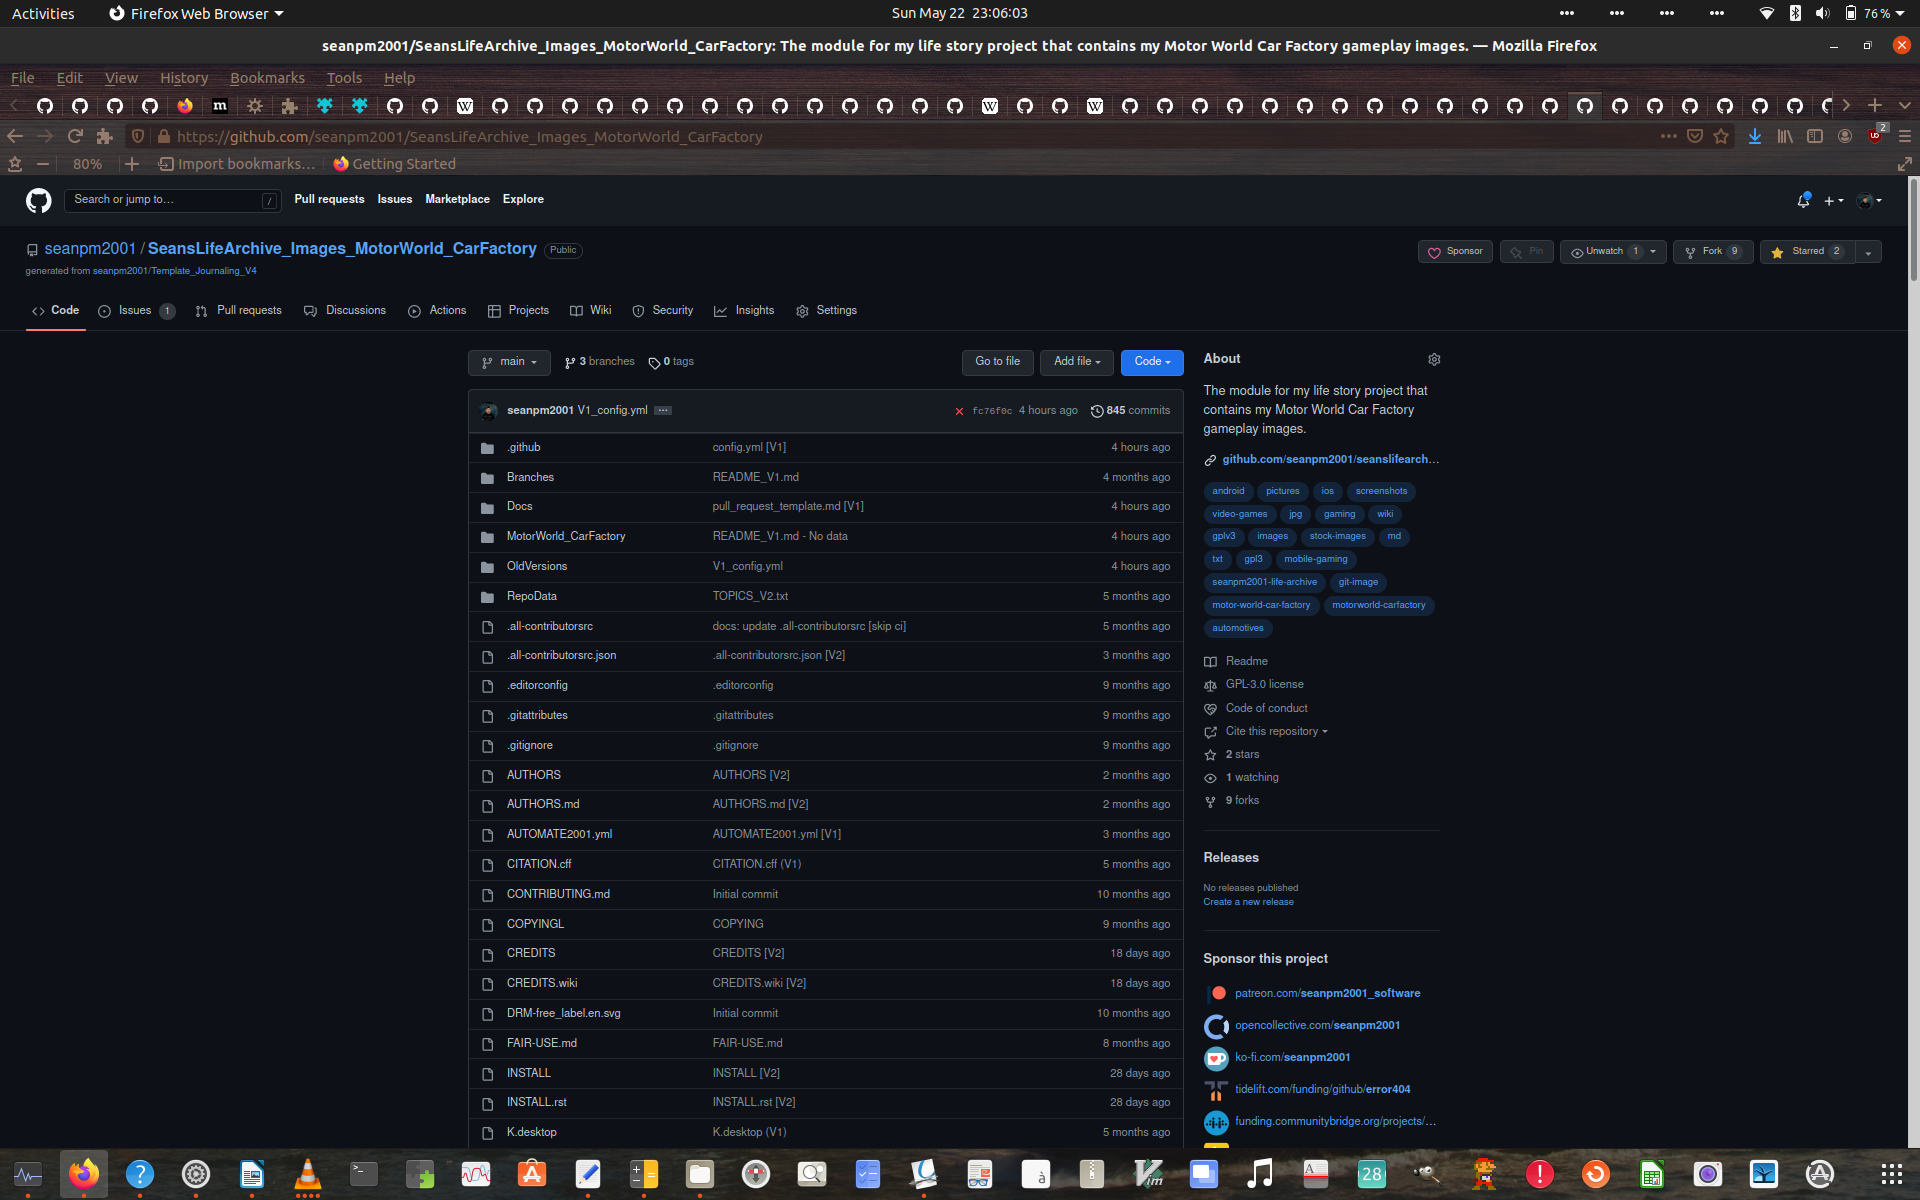 Activities
Firefox Web Browser
Sun May 22 23:06:03
76 %
seanpm2001/SeansLifeArchive_Images_MotorWorld_CarFactory: The module for my life story project that contains my Motor World Car Factory gameplay images. — Mozilla Firefox
File Edit View History Bookmarks Tools Help
https://github.com/seanpm2001/SeansLifeArchive_Images_MotorWorld_CarFactory
2
80%
Import bookmarks...
Getting Started
Search or jump to...
/
Pull requests Issues Marketplace Explore
seanpm2001 / SeansLifeArchive_Images_MotorWorld_CarFactory Public
generated from seanpm2001/Template_Journaling_V4
Sponsor
Pin
Unwatch 1
Fork 9
Starred 2
Code
Issues 1
Pull requests
Discussions
Actions
Projects
Wiki
Security
Insights
Settings
main
3 branches
0 tags
Go to file
Add file
Code
seanpm2001 V1_config.yml
fc76f0c 4 hours ago
845 commits
.github config.yml [V1] 4 hours ago
Branches README_V1.md 4 months ago
Docs pull_request_template.md [V1] 4 hours ago
MotorWorld_CarFactory README_V1.md - No data 4 hours ago
OldVersions V1_config.yml 4 hours ago
RepoData TOPICS_V2.txt 5 months ago
.all-contributorsrc docs: update .all-contributorsrc [skip ci] 5 months ago
.all-contributorsrc.json .all-contributorsrc.json [V2] 3 months ago
.editorconfig .editorconfig 9 months ago
.gitattributes .gitattributes 9 months ago
.gitignore .gitignore 9 months ago
AUTHORS AUTHORS [V2] 2 months ago
AUTHORS.md AUTHORS.md [V2] 2 months ago
AUTOMATE2001.yml AUTOMATE2001.yml [V1] 3 months ago
CITATION.cff CITATION.cff (V1) 5 months ago
CONTRIBUTING.md Initial commit 10 months ago
COPYINGL COPYING 9 months ago
CREDITS CREDITS [V2] 18 days ago
CREDITS.wiki CREDITS.wiki [V2] 18 days ago
DRM-free_label.en.svg Initial commit 10 months ago
FAIR-USE.md FAIR-USE.md 8 months ago
INSTALL INSTALL [V2] 28 days ago
INSTALL.rst INSTALL.rst [V2] 28 days ago
K.desktop K.desktop (V1) 5 months ago
About
The module for my life story project that
contains my Motor World Car Factory
gameplay images.
github.com/seanpm2001/seanslifearch...
android pictures ios screenshots
video-games jpg gaming wiki
gplv3 images stock-images md
txt gpl3 mobile-gaming
seanpm2001-life-archive git-image
motor-world-car-factory motorworld-carfactory
automotives
Readme
GPL-3.0 license
Code of conduct
Cite this repository
2 stars
1 watching
9 forks
Releases
No releases published
Create a new release
Sponsor this project
patreon.com/seanpm2001_software
opencollective.com/seanpm2001
ko-fi.com/seanpm2001
tidelift.com/funding/github/error404
funding.communitybridge.org/projects/...
28